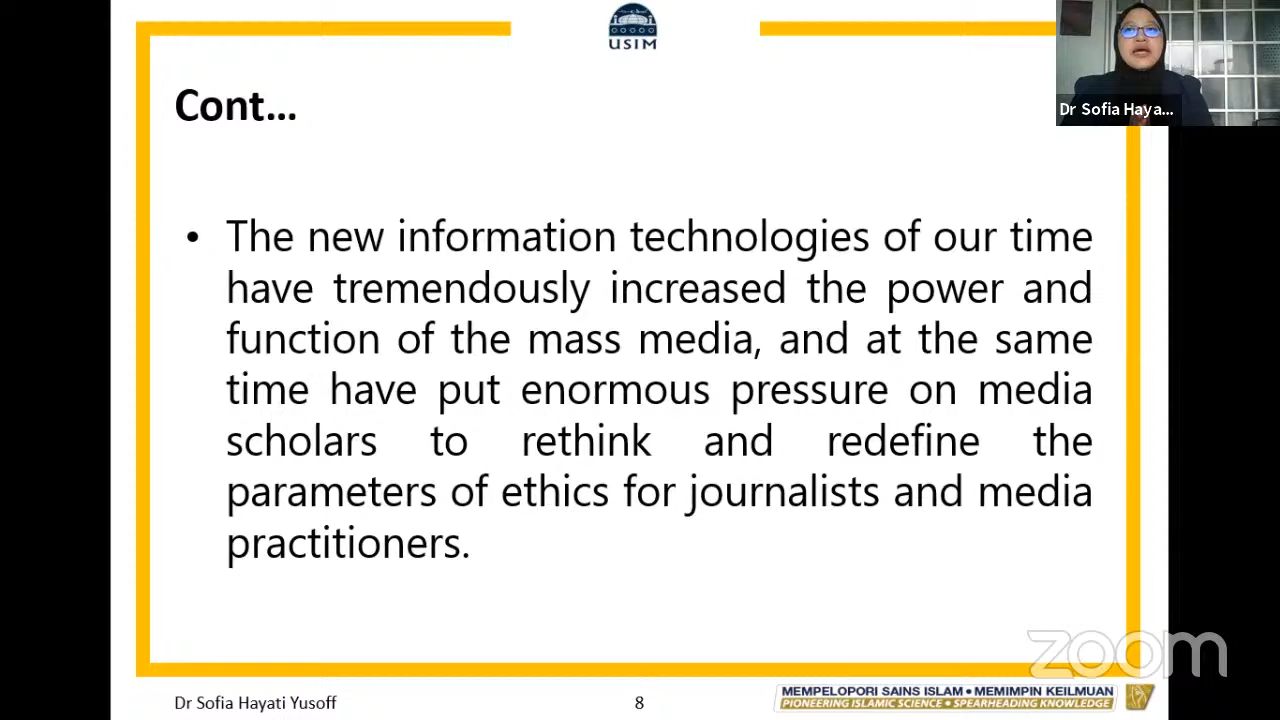 USIM
Dr Sofia Haya...
Cont...
• The new information technologies of our time
have tremendously increased the power and
function of the mass media, and at the same
time have put enormous pressure on media
scholars to rethink and redefine the
parameters of ethics for journalists and media
practitioners.
zoom
Dr Sofia Hayati Yusoff
8
MEMPELOPORI SAINS ISLAM • MEMIMPIN KEILMUAN
PIONEERING ISLAMIC SCIENCE • SPEARHEADING KNOWLEDGE